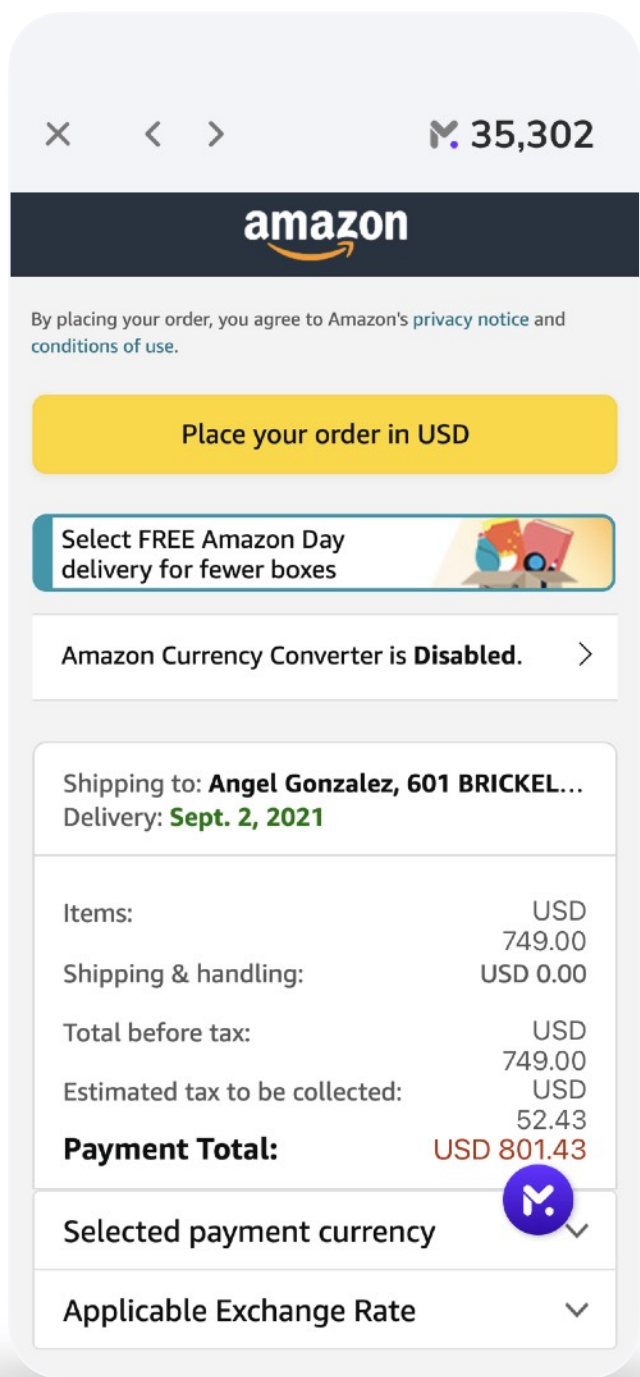 35,302
amazon
By placing your order, you agree to Amazon's privacy notice and
conditions of use.
Place your order in USD
Select FREE Amazon Day
delivery for fewer boxes
Amazon Currency Converter is Disabled.
Shipping to: Angel Gonzalez, 601 BRICKEL...
Delivery: Sept. 2, 2021
Items: USD
749.00
Shipping & handling: USD 0.00
Total before tax: USD
749.00
Estimated tax to be collected: USD
52.43
Payment Total: USD 801.43
Selected payment currency
Applicable Exchange Rate